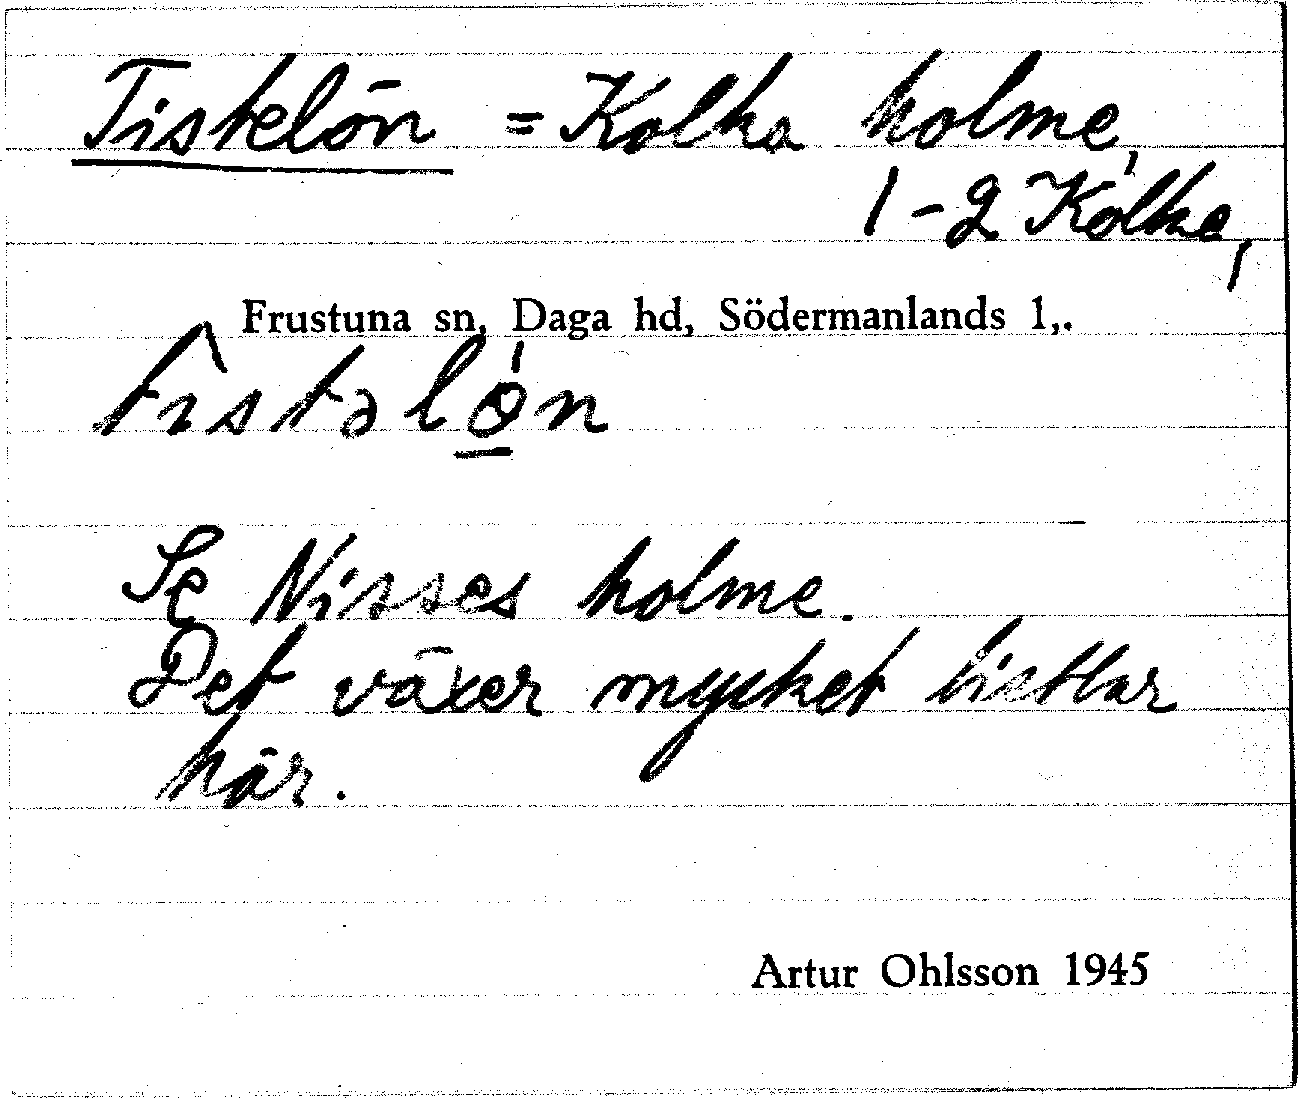 Tistelön = Kolka holme,
1-2 Kolka,
Frustuna sn, Daga hd, Södermanlands l,.
tistəløn
Se Nisses holme.
Det växer mycket tistlar
här.
Artur Ohlsson 1945